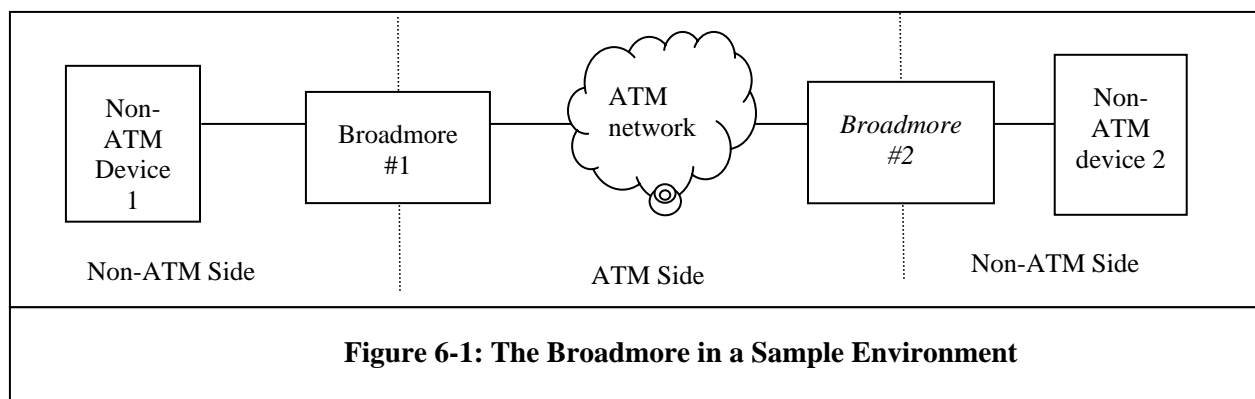 Non-
ATM
Device
1
Broadmore
#1
ATM
network
Broadmore
#2
Non-
ATM
device 2
Non-ATM Side
ATM Side
Non-ATM Side
Figure 6-1: The Broadmore in a Sample Environment